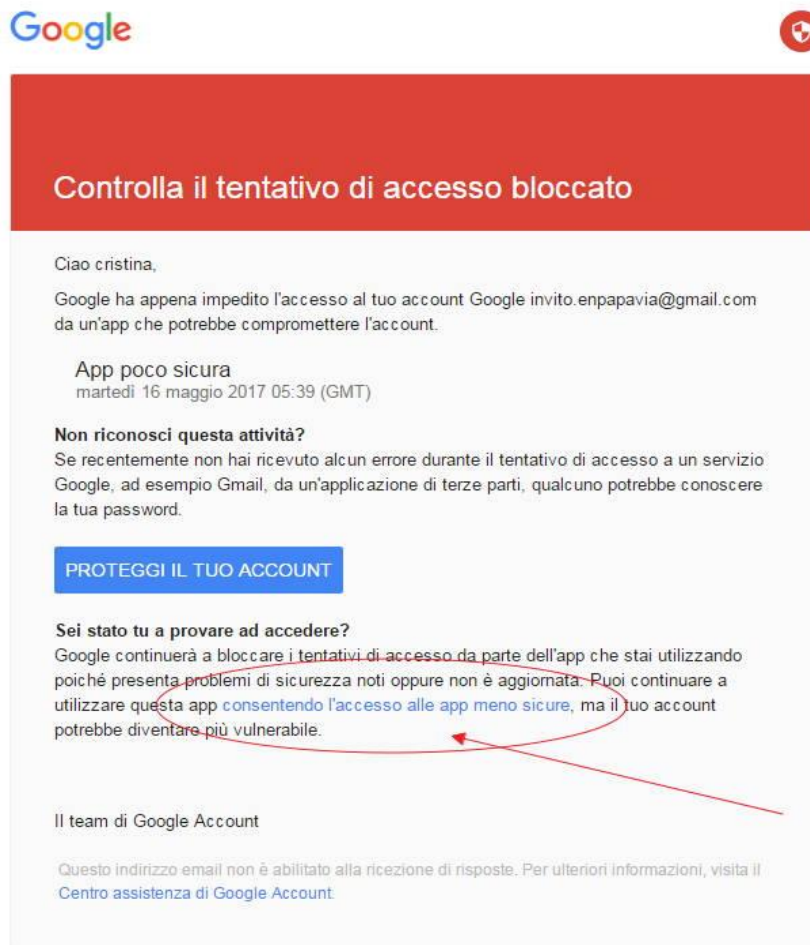 Google
Controlla il tentativo di accesso bloccato
Ciao cristina,
Google ha appena impedito l'accesso al tuo account Google invito.enpapavia@gmail.com
da un'app che potrebbe compromettere l'account.
App poco sicura
martedì 16 maggio 2017 05:39 (GMT)
Non riconosci questa attività?
Se recentemente non hai ricevuto alcun errore durante il tentativo di accesso a un servizio
Google, ad esempio Gmail, da un'applicazione di terze parti, qualcuno potrebbe conoscere
la tua password.
PROTEGGI IL TUO ACCOUNT
Sei stato tu a provare ad accedere?
Google continuerà a bloccare i tentativi di accesso da parte dell'app che stai utilizzando
poiché presenta problemi di sicurezza noti oppure non è aggiornata. Puoi continuare a
utilizzare questa app consentendo l'accesso alle app meno sicure, ma il tuo account
potrebbe diventare più vulnerabile.
Il team di Google Account
Questo indirizzo email non è abilitato alla ricezione di risposte. Per ulteriori informazioni, visita il
Centro assistenza di Google Account.